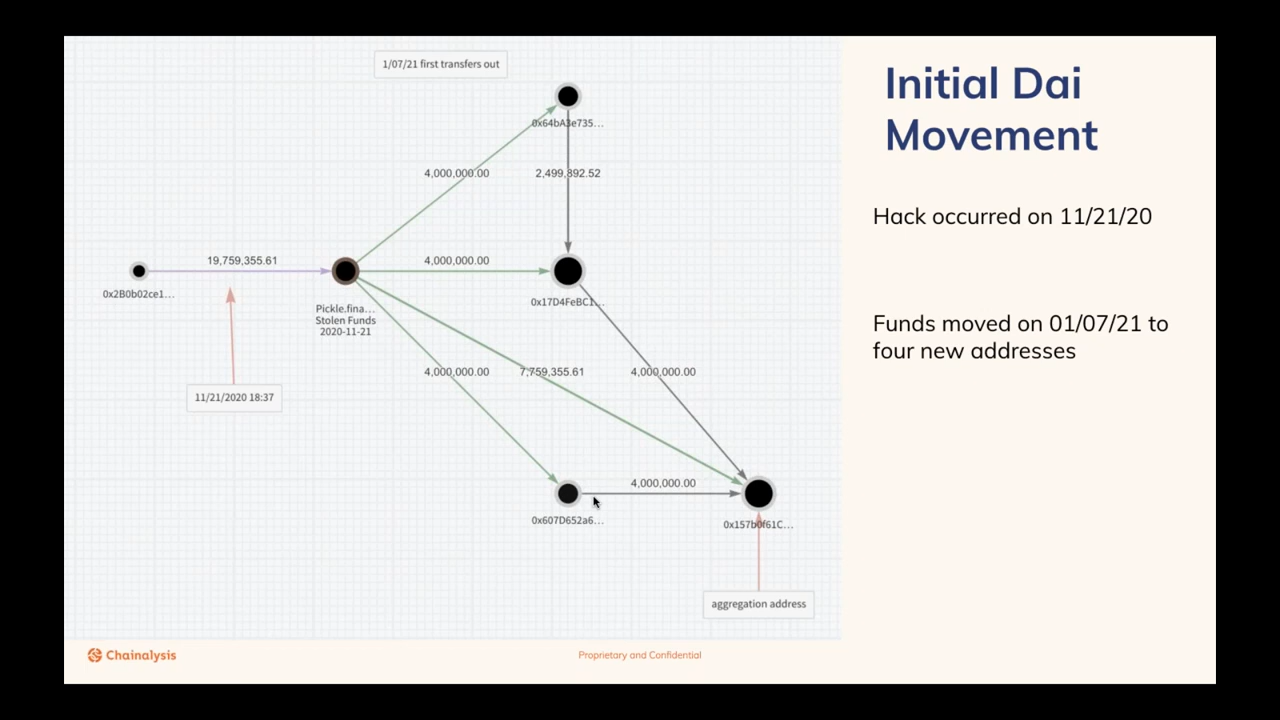 1/07/21 first transfers out
0x64bA3e735...
4,000,000.00
2,499,892.52
19,759,355.61
4,000,000.00
0x2B0b02ce1...
Pickle.fina...
Stolen Funds
2020-11-21
0x17D4FeBC1...
4,000,000.00
7,759,355.61
4,000,000.00
11/21/2020 18:37
4,000,000.00
0x607D652a6...
0x157b0f61C...
aggregation address
Initial Dai
Movement
Hack occurred on 11/21/20
Funds moved on 01/07/21 to
four new addresses
Chainalysis
Proprietary and Confidential